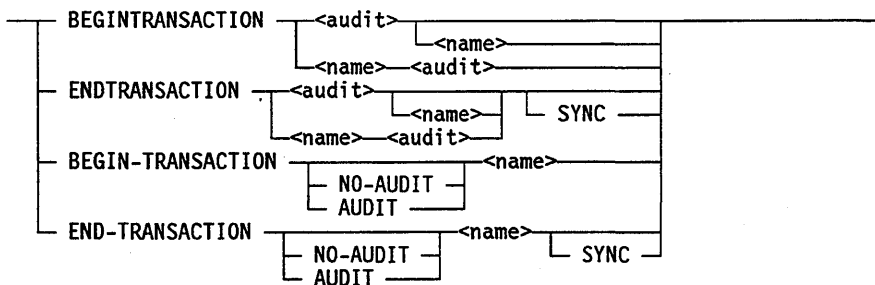 BEGINTRANSACTION <audit>
<name>
<name> <audit>
ENDTRANSACTION <audit>
<name> SYNC
<name> <audit>
BEGIN-TRANSACTION <name>
NO-AUDIT
AUDIT
END-TRANSACTION <name>
NO-AUDIT SYNC
AUDIT